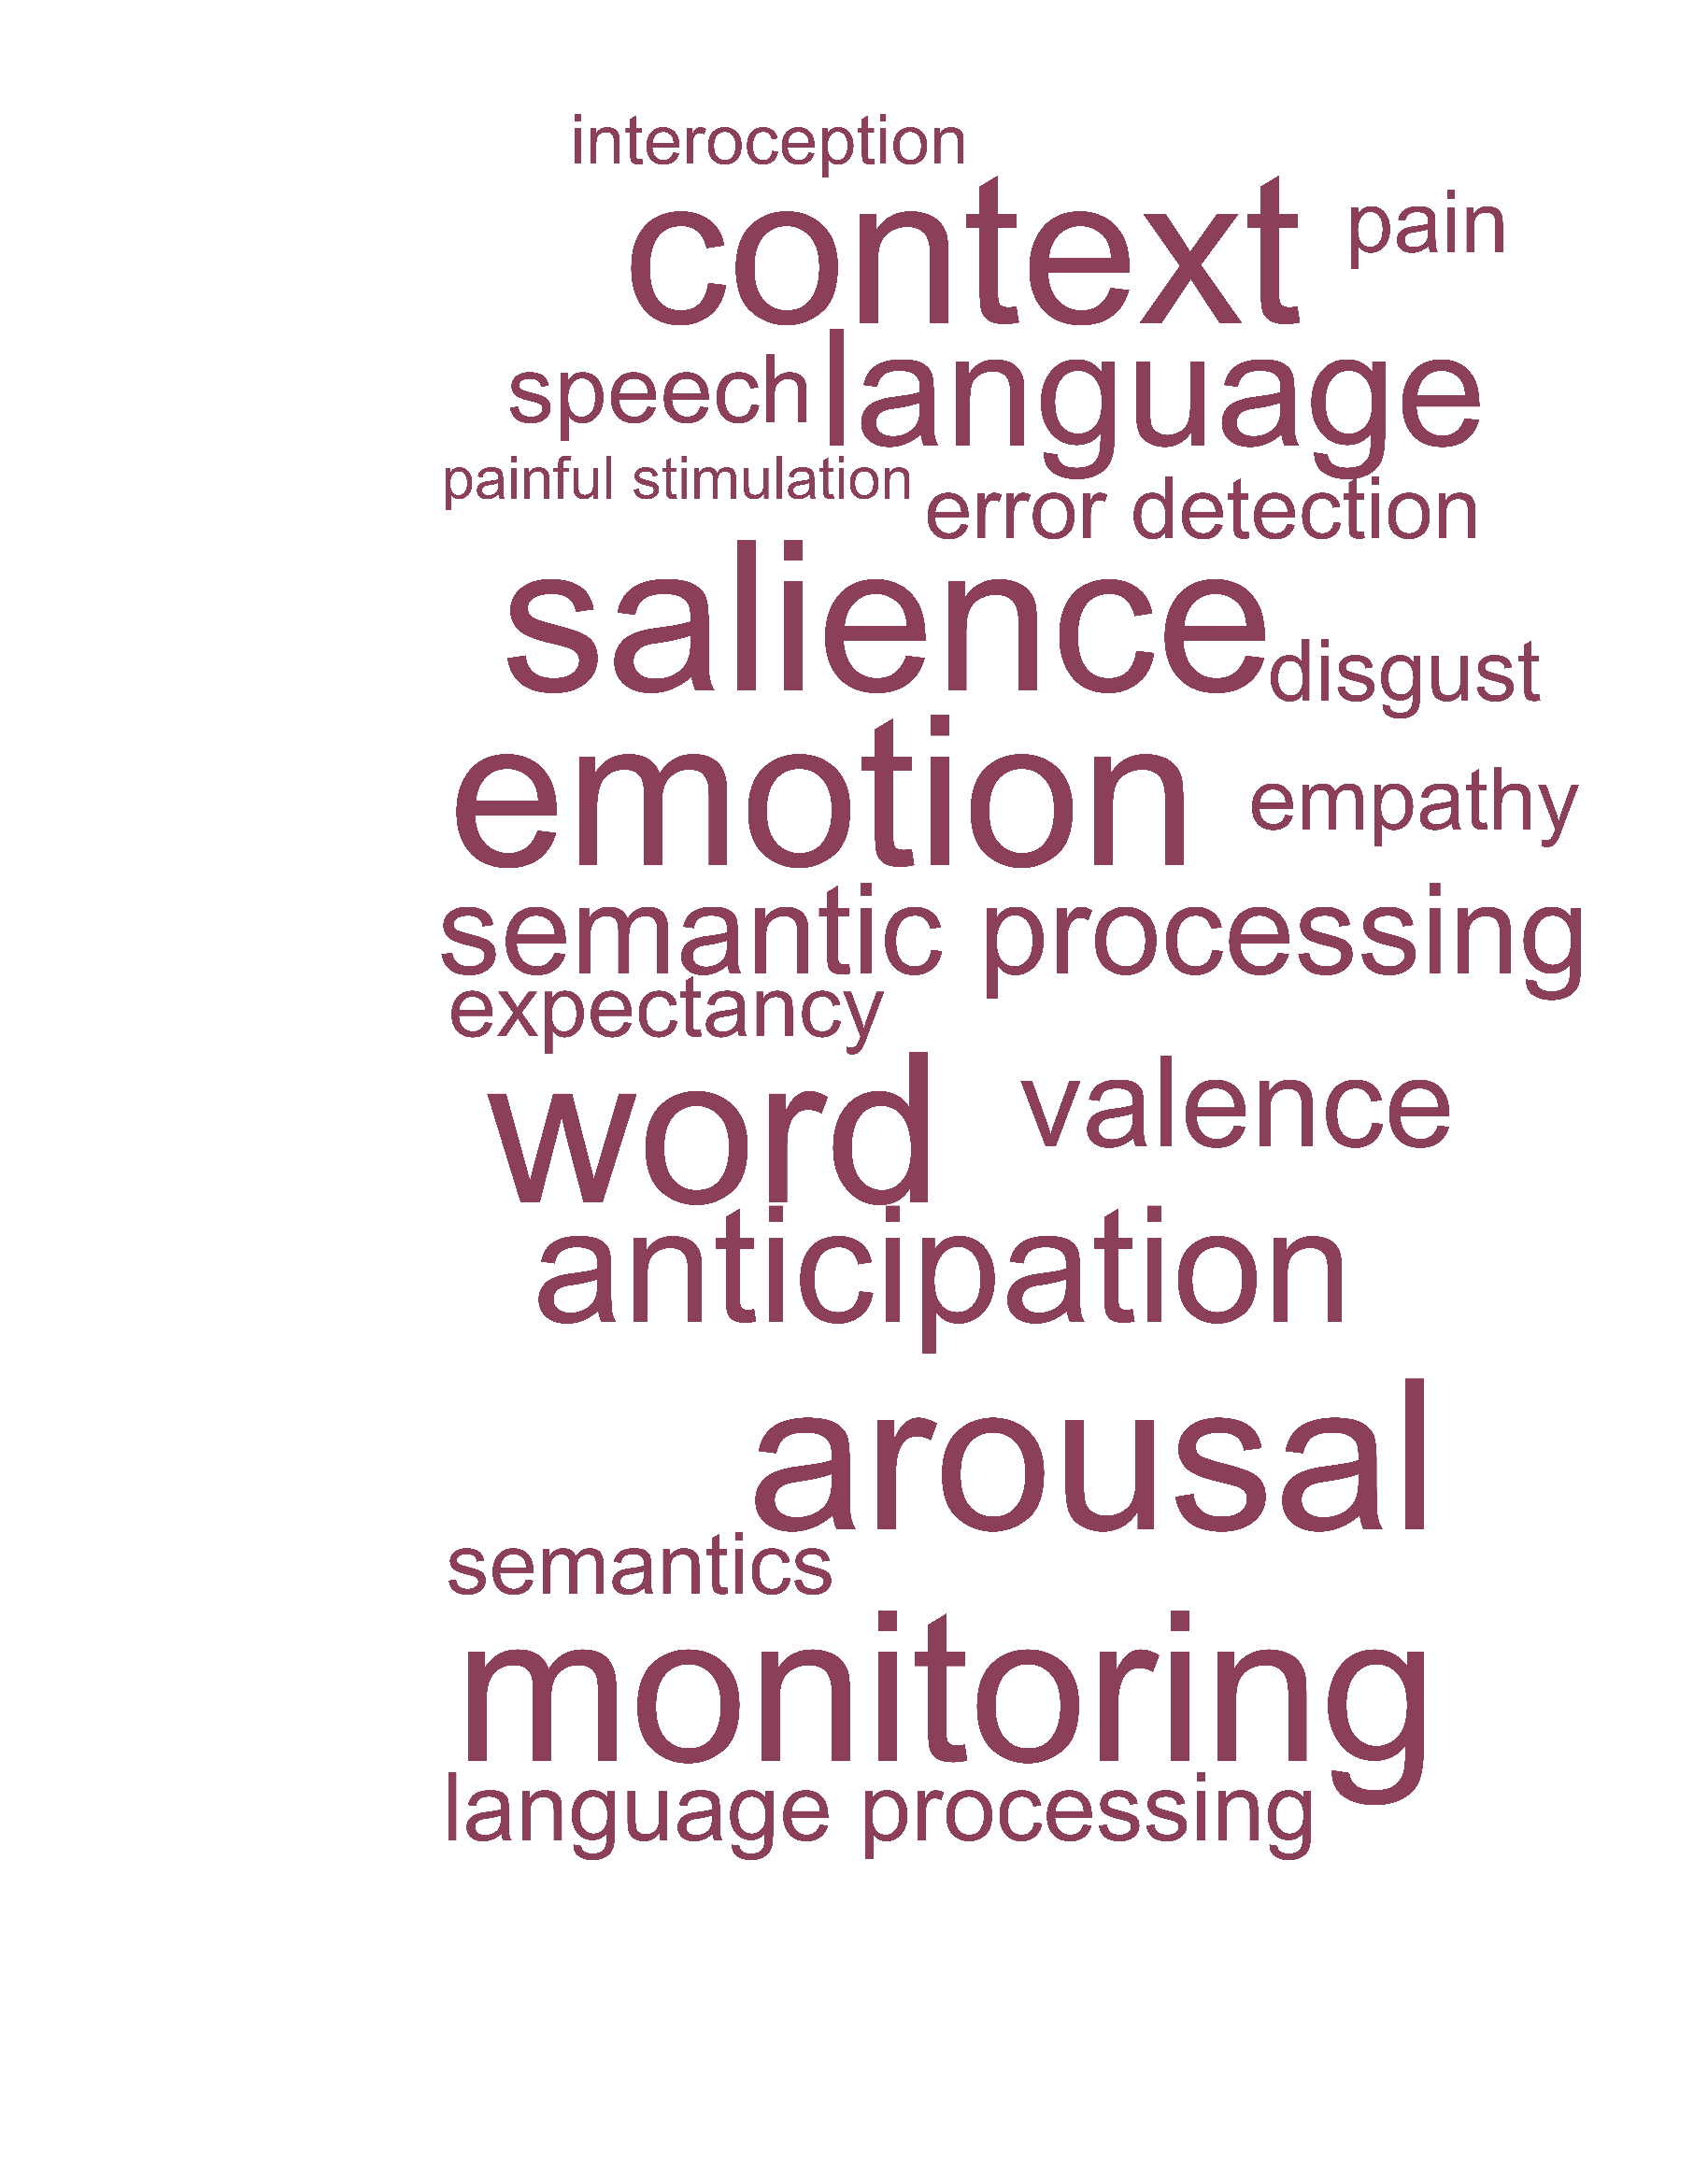 interoception
context pain
speech language
painful stimulation error detection
salience disgust
emotion empathy
semantic processing
expectancy
word valence
anticipation
arousal
semantics
monitoring
language processing